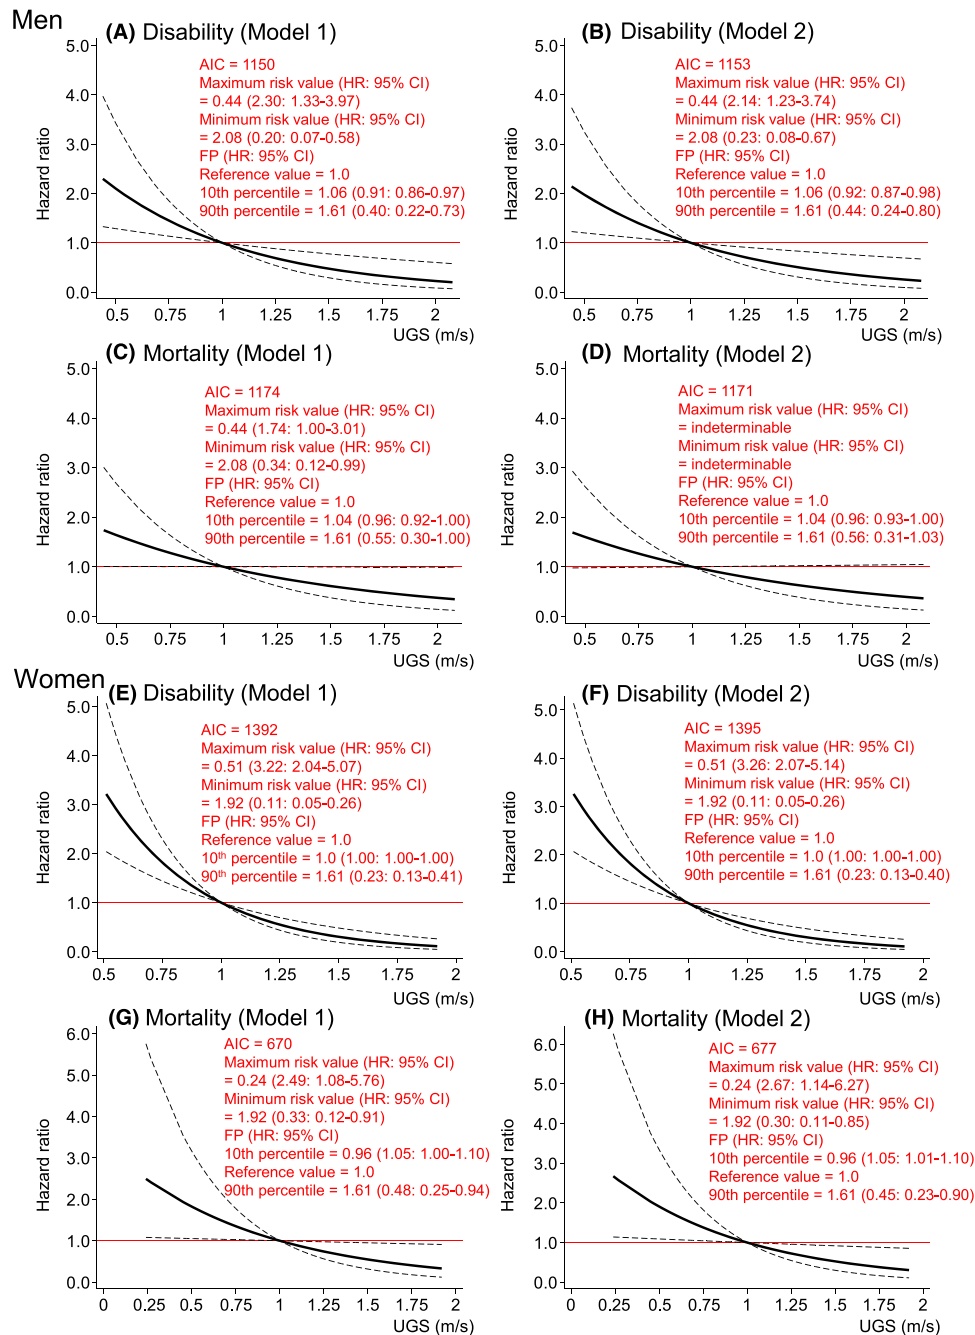 Men
(A) Disability (Model 1)
Hazard ratio
5.0
4.0
3.0
2.0
1.0
0.0
AIC = 1150
Maximum risk value (HR: 95% CI)
= 0.44 (2.30: 1.33-3.97)
Minimum risk value (HR: 95% CI)
= 2.08 (0.20: 0.07-0.58)
FP (HR: 95% CI)
Reference value = 1.0
10th percentile = 1.06 (0.91: 0.86-0.97)
90th percentile = 1.61 (0.40: 0.22-0.73)
0.5 0.75 1 1.25 1.5 1.75 2
UGS (m/s)
(B) Disability (Model 2)
Hazard ratio
5.0
4.0
3.0
2.0
1.0
0.0
AIC = 1153
Maximum risk value (HR: 95% CI)
= 0.44 (2.14: 1.23-3.74)
Minimum risk value (HR: 95% CI)
= 2.08 (0.23: 0.08-0.67)
FP (HR: 95% CI)
Reference value = 1.0
10th percentile = 1.06 (0.92: 0.87-0.98)
90th percentile = 1.61 (0.44: 0.24-0.80)
0.5 0.75 1 1.25 1.5 1.75 2
UGS (m/s)
(C) Mortality (Model 1)
Hazard ratio
5.0
4.0
3.0
2.0
1.0
0.0
AIC = 1174
Maximum risk value (HR: 95% CI)
= 0.44 (1.74: 1.00-3.01)
Minimum risk value (HR: 95% CI)
= 2.08 (0.34: 0.12-0.99)
FP (HR: 95% CI)
Reference value = 1.0
10th percentile = 1.04 (0.96: 0.92-1.00)
90th percentile = 1.61 (0.55: 0.30-1.00)
0.5 0.75 1 1.25 1.5 1.75 2
UGS (m/s)
(D) Mortality (Model 2)
Hazard ratio
5.0
4.0
3.0
2.0
1.0
0.0
AIC = 1171
Maximum risk value (HR: 95% CI)
= indeterminable
Minimum risk value (HR: 95% CI)
= indeterminable
FP (HR: 95% CI)
Reference value = 1.0
10th percentile = 1.04 (0.96: 0.93-1.00)
90th percentile = 1.61 (0.56: 0.31-1.03)
0.5 0.75 1 1.25 1.5 1.75 2
UGS (m/s)
Women
(E) Disability (Model 1)
Hazard ratio
5.0
4.0
3.0
2.0
1.0
0.0
AIC = 1392
Maximum risk value (HR: 95% CI)
= 0.51 (3.22: 2.04-5.07)
Minimum risk value (HR: 95% CI)
= 1.92 (0.11: 0.05-0.26)
FP (HR: 95% CI)
Reference value = 1.0
10th percentile = 1.0 (1.00: 1.00-1.00)
90th percentile = 1.61 (0.23: 0.13-0.41)
0.5 0.75 1 1.25 1.5 1.75 2
UGS (m/s)
(F) Disability (Model 2)
Hazard ratio
5.0
4.0
3.0
2.0
1.0
0.0
AIC = 1395
Maximum risk value (HR: 95% CI)
= 0.51 (3.26: 2.07-5.14)
Minimum risk value (HR: 95% CI)
= 1.92 (0.11: 0.05-0.26)
FP (HR: 95% CI)
Reference value = 1.0
10th percentile = 1.0 (1.00: 1.00-1.00)
90th percentile = 1.61 (0.23: 0.13-0.40)
0.5 0.75 1 1.25 1.5 1.75 2
UGS (m/s)
(G) Mortality (Model 1)
Hazard ratio
6.0
5.0
4.0
3.0
2.0
1.0
0.0
AIC = 670
Maximum risk value (HR: 95% CI)
= 0.24 (2.49: 1.08-5.76)
Minimum risk value (HR: 95% CI)
= 1.92 (0.33: 0.12-0.91)
FP (HR: 95% CI)
10th percentile = 0.96 (1.05: 1.00-1.10)
Reference value = 1.0
90th percentile = 1.61 (0.48: 0.25-0.94)
0 0.25 0.5 0.75 1 1.25 1.5 1.75 2
UGS (m/s)
(H) Mortality (Model 2)
Hazard ratio
6.0
5.0
4.0
3.0
2.0
1.0
0.0
AIC = 677
Maximum risk value (HR: 95% CI)
= 0.24 (2.67: 1.14-6.27)
Minimum risk value (HR: 95% CI)
= 1.92 (0.30: 0.11-0.85)
FP (HR: 95% CI)
10th percentile = 0.96 (1.05: 1.01-1.10)
Reference value = 1.0
90th percentile = 1.61 (0.45: 0.23-0.90)
0 0.25 0.5 0.75 1 1.25 1.5 1.75 2
UGS (m/s)